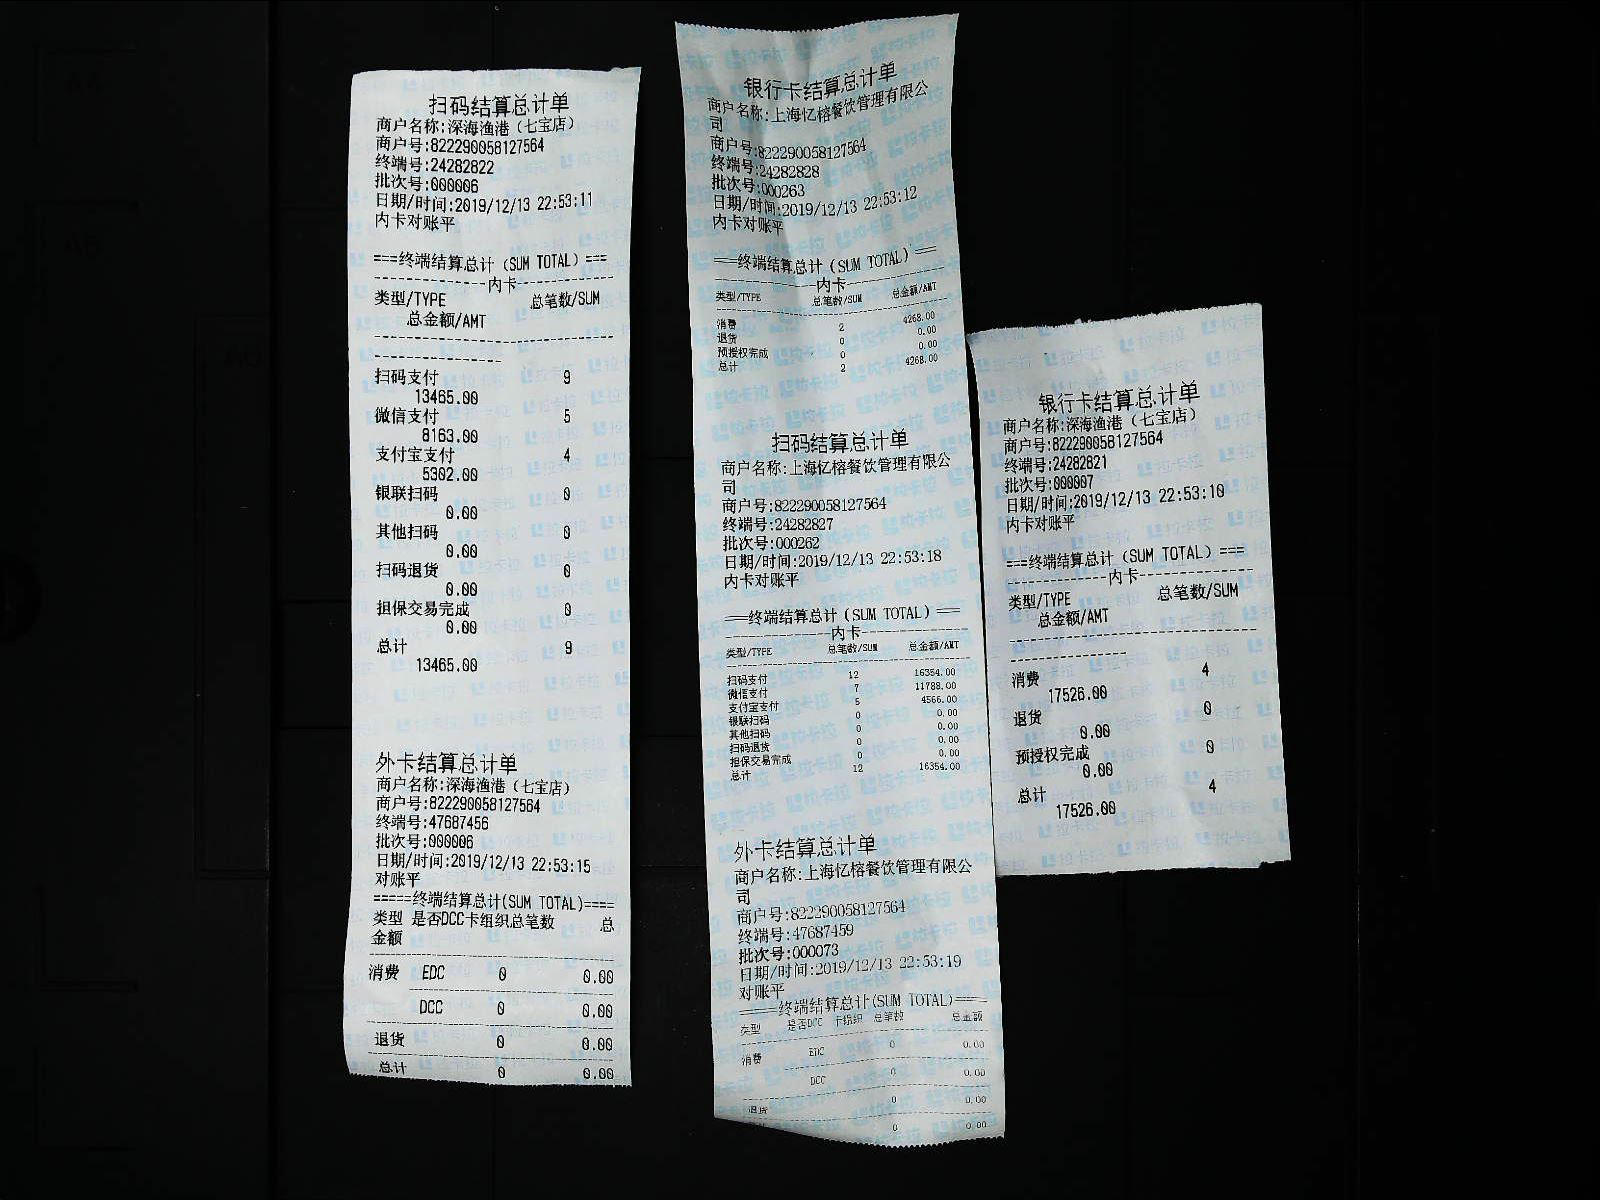 扫码结算总计单
商户名称:深海渔港（七宝店）
商户号:822290058127564
终端号:24282822
批次号:000006
日期/时间:2019/12/13 22:53:11
内卡对账平
===终端结算总计（SUM TOTAL）===
---------------内卡---------------
类型/TYPE 总笔数/SUM
总金额/AMT
扫码支付 9
13465.00
微信支付 5
8163.00
支付宝支付 4
5302.00
银联扫码 0
0.00
其他扫码 0
0.00
扫码退货 0
0.00
担保交易完成 0
0.00
总计 9
13465.00
外卡结算总计单
商户名称:深海渔港（七宝店）
商户号:822290058127564
终端号:47687456
批次号:000006
日期/时间:2019/12/13 22:53:15
对账平
=====终端结算总计(SUM TOTAL)====
类型 是否DCC卡组织总笔数 总
金额
消费 EDC 0 0.00
DCC 0 0.00
退货 0 0.00
总计 0 0.00
银行卡结算总计单
商户名称:上海忆榕餐饮管理有限公
司
商户号:822290058127564
终端号:24282828
批次号:000263
日期/时间:2019/12/13 22:53:12
内卡对账平
===终端结算总计（SUM TOTAL）===
---------------内卡---------------
类型/TYPE 总笔数/SUM 总金额/AMT
消费 2 4268.00
退货 0 0.00
预授权完成 0 0.00
总计 2 4268.00
扫码结算总计单
商户名称:上海忆榕餐饮管理有限公
司
商户号:822290058127564
终端号:24282827
批次号:000262
日期/时间:2019/12/13 22:53:18
内卡对账平
===终端结算总计（SUM TOTAL）===
---------------内卡---------------
类型/TYPE 总笔数/SUM 总金额/AMT
扫码支付 12 16354.00
微信支付 7 11788.00
支付宝支付 5 4566.00
银联扫码 0 0.00
其他扫码 0 0.00
扫码退货 0 0.00
担保交易完成 0 0.00
总计 12 16354.00
外卡结算总计单
商户名称:上海忆榕餐饮管理有限公
司
商户号:822290058127564
终端号:47687459
批次号:000073
日期/时间:2019/12/13 22:53:19
对账平
=====终端结算总计(SUM TOTAL)====
类型 是否DCC 卡组织 总笔数 总金额
消费 EDC 0 0.00
DCC 0 0.00
退货 0 0.00
0 0.00
银行卡结算总计单
商户名称:深海渔港（七宝店）
商户号:822290058127564
终端号:24282821
批次号:000007
日期/时间:2019/12/13 22:53:10
内卡对账平
===终端结算总计（SUM TOTAL）===
---------------内卡---------------
类型/TYPE 总笔数/SUM
总金额/AMT
消费 4
17526.00
退货 0
0.00
预授权完成 0
0.00
总计 4
17526.00